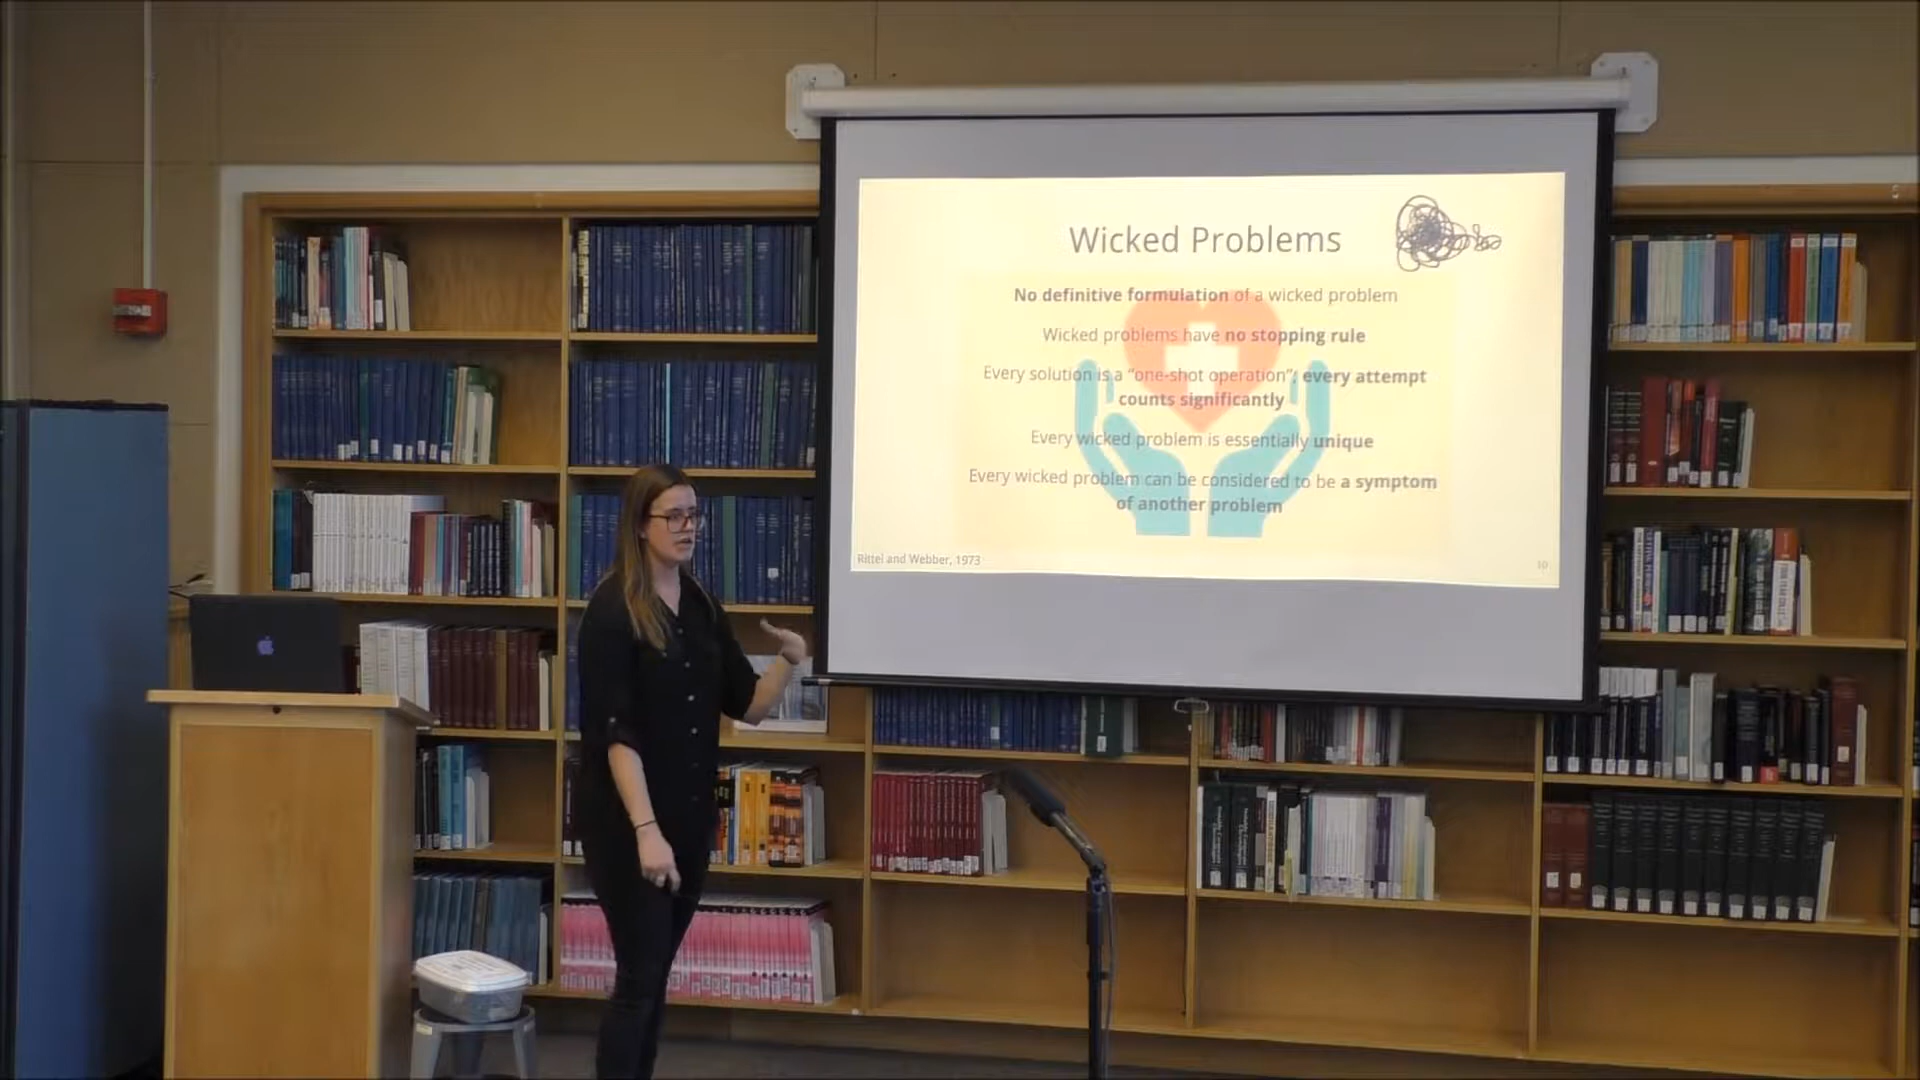 Wicked Problems
No definitive formulation of a wicked problem
Wicked problems have no stopping rule
Every solution is a “one-shot operation”; every attempt
counts significantly
Every wicked problem is essentially unique
Every wicked problem can be considered to be a symptom
of another problem
Rittel and Webber, 1973
10